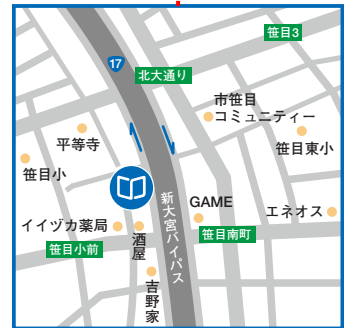 笹目3
17
北大通り
市笹目
コミュニティー
平等寺
笹目東小
笹目小
GAME
エネオス
イイヅカ薬局
新大宮バイパス
笹目南町
酒屋
笹目小前
吉野家